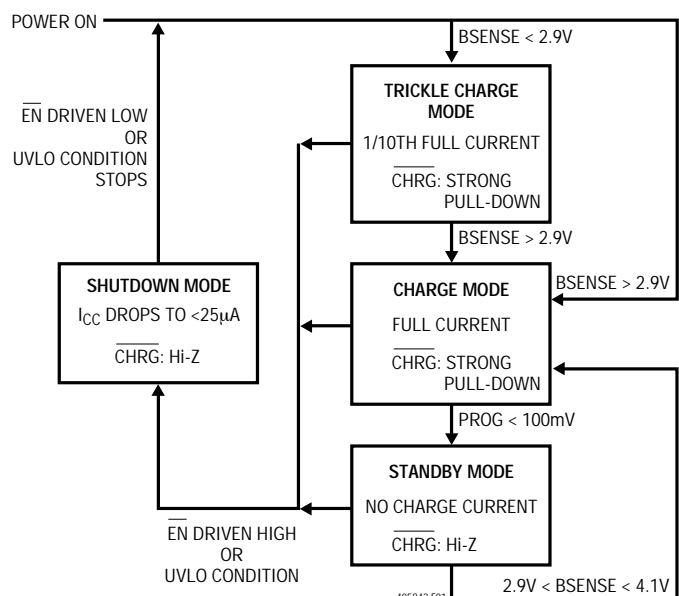 POWER ON
BSENSE < 2.9V
TRICKLE CHARGE
MODE
1/10TH FULL CURRENT
CHRG: STRONG
PULL-DOWN
EN DRIVEN LOW
OR
UVLO CONDITION
STOPS
BSENSE > 2.9V
SHUTDOWN MODE
ICC DROPS TO <25µA
CHRG: Hi-Z
CHARGE MODE
FULL CURRENT
CHRG: STRONG
PULL-DOWN
BSENSE > 2.9V
PROG < 100mV
STANDBY MODE
NO CHARGE CURRENT
CHRG: Hi-Z
EN DRIVEN HIGH
OR
UVLO CONDITION
2.9V < BSENSE < 4.1V